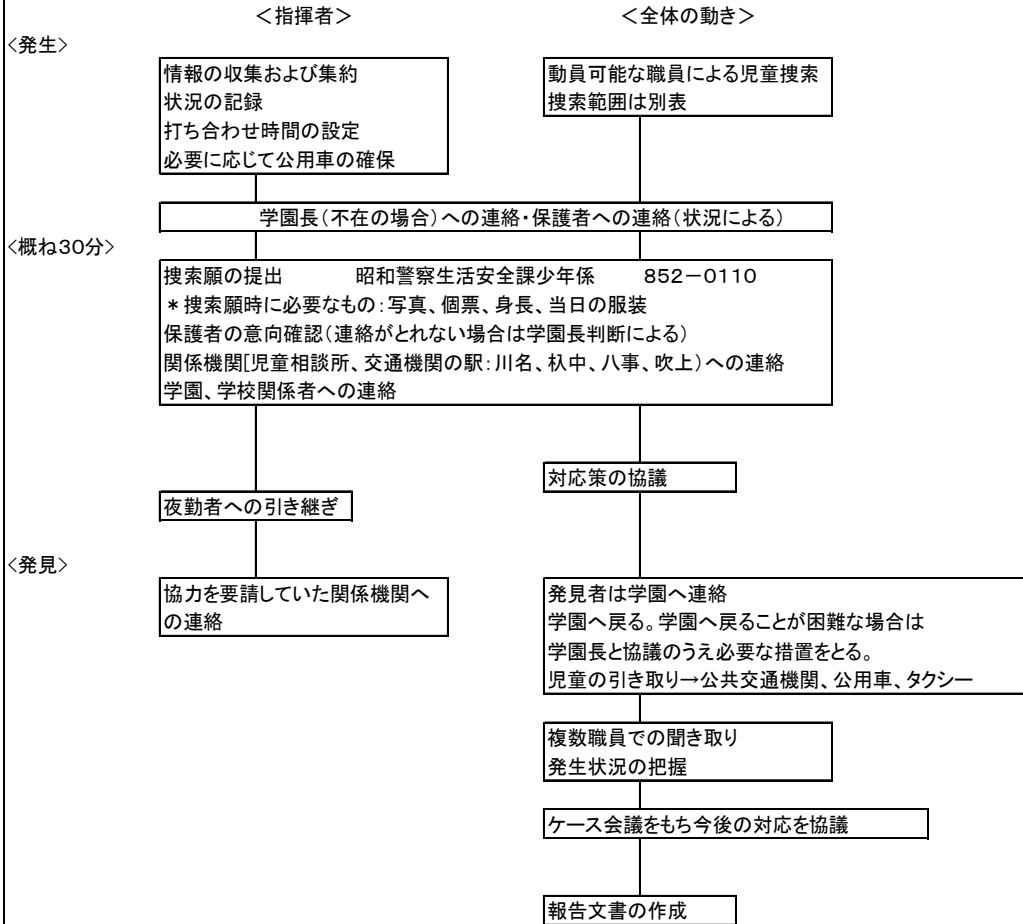 ＜指揮者＞
＜全体の動き＞
〈発生〉
情報の収集および集約
状況の記録
打ち合わせ時間の設定
必要に応じて公用車の確保
動員可能な職員による児童捜索
捜索範囲は別表
学園長（不在の場合）への連絡・保護者への連絡（状況による）
〈概ね30分〉
捜索願の提出　昭和警察生活安全課少年係　852－0110
＊捜索願時に必要なもの：写真、個票、身長、当日の服装
保護者の意向確認（連絡がとれない場合は学園長判断による）
関係機関[児童相談所、交通機関の駅：川名、杁中、八事、吹上）への連絡
学園、学校関係者への連絡
対応策の協議
夜勤者への引き継ぎ
〈発見〉
協力を要請していた関係機関へ
の連絡
発見者は学園へ連絡
学園へ戻る。学園へ戻ることが困難な場合は
学園長と協議のうえ必要な措置をとる。
児童の引き取り→公共交通機関、公用車、タクシー
複数職員での聞き取り
発生状況の把握
ケース会議をもち今後の対応を協議
報告文書の作成